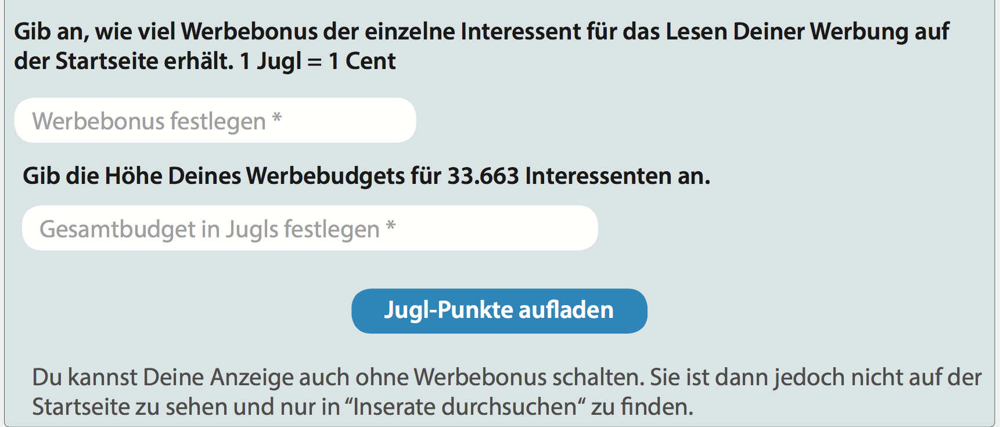 Gib an, wie viel Werbebonus der einzelne Interessent für das Lesen Deiner Werbung auf
der Startseite erhält. 1 Jugl = 1 Cent
Werbebonus festlegen *
Gib die Höhe Deines Werbebudgets für 33.663 Interessenten an.
Gesamtbudget in Jugls festlegen *
Jugl-Punkte aufladen
Du kannst Deine Anzeige auch ohne Werbebonus schalten. Sie ist dann jedoch nicht auf der
Startseite zu sehen und nur in “Inserate durchsuchen“ zu finden.